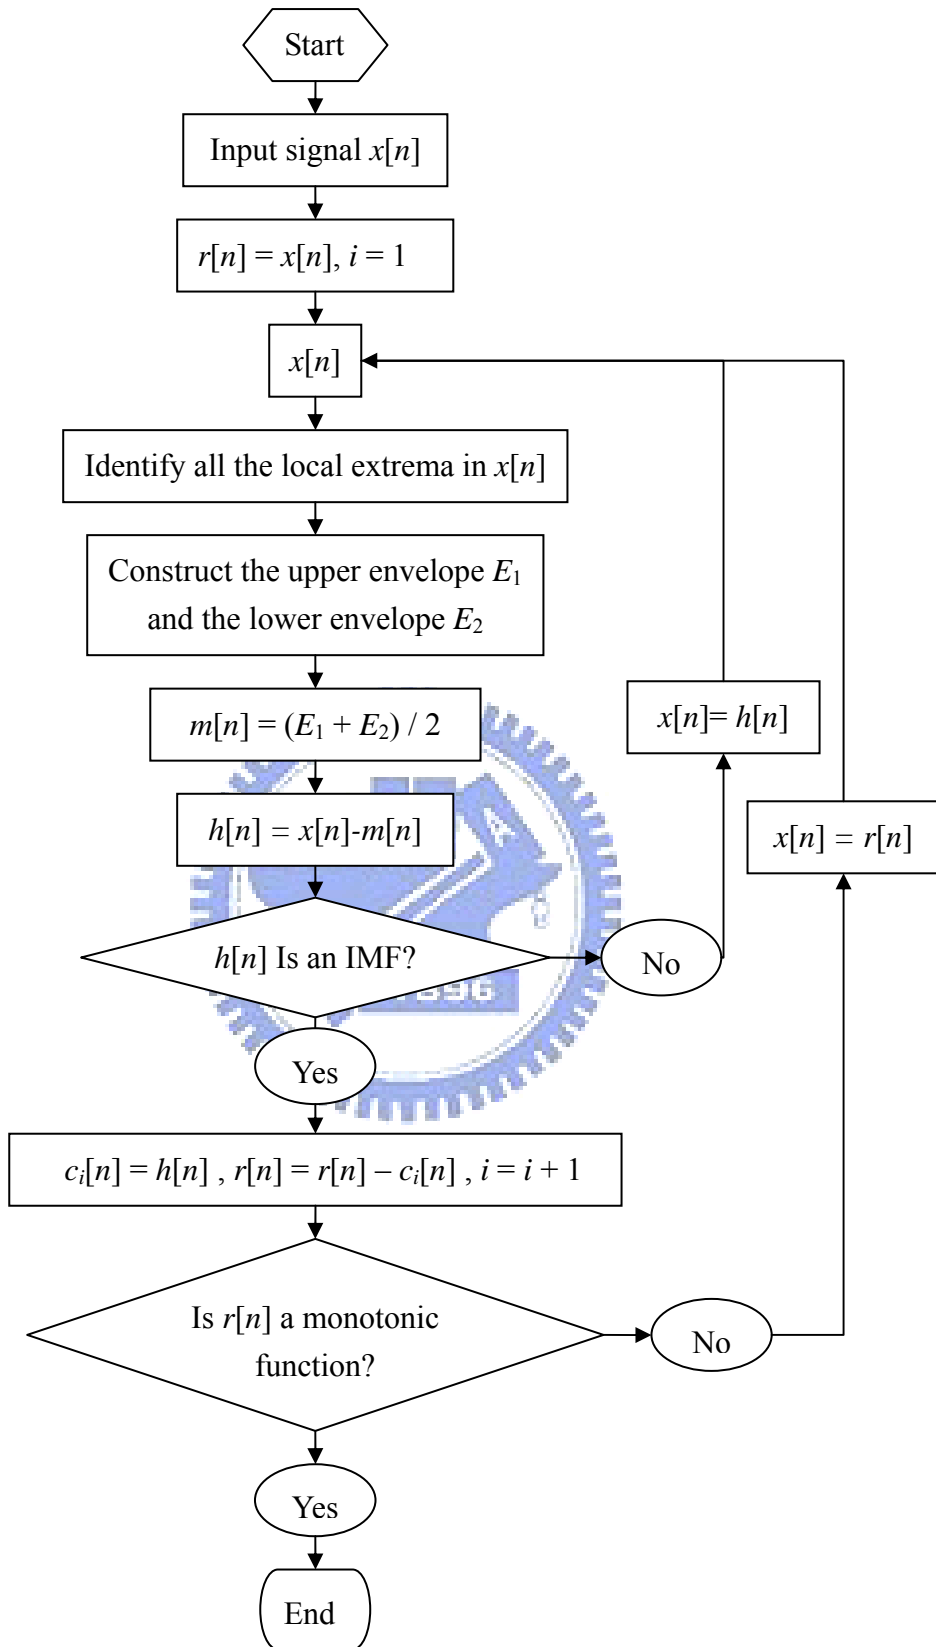 Start
Input signal x[n]
r[n] = x[n], i = 1
x[n]
Identify all the local extrema in x[n]
Construct the upper envelope E₁
and the lower envelope E₂
m[n] = (E₁ + E₂) / 2
x[n]= h[n]
h[n] = x[n]-m[n]
x[n] = r[n]
h[n] Is an IMF?
No
Yes
cᵢ[n] = h[n] , r[n] = r[n] – cᵢ[n] , i = i + 1
Is r[n] a monotonic
function?
No
Yes
End